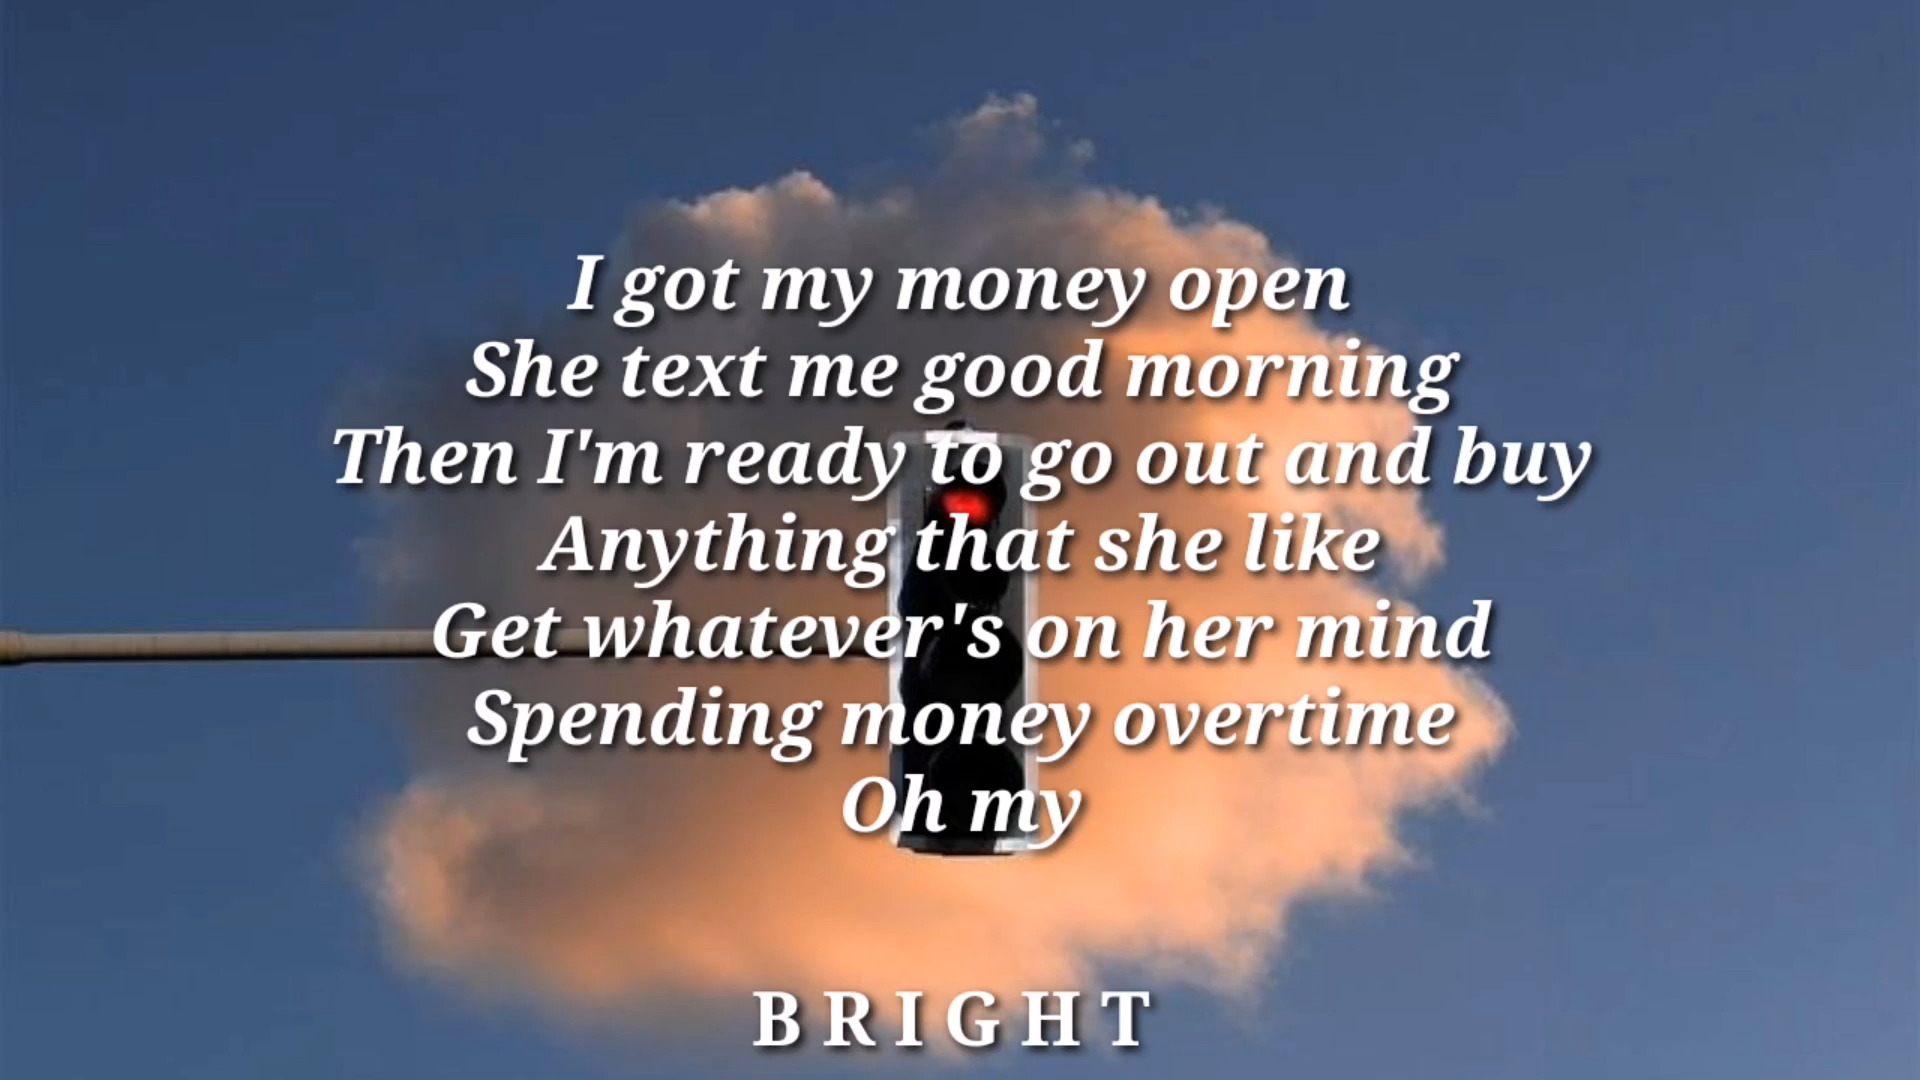 I got my money open
She text me good morning
Then I'm ready to go out and buy
Anything that she like
Get whatever's on her mind
Spending money overtime
Oh my
BRIGHT